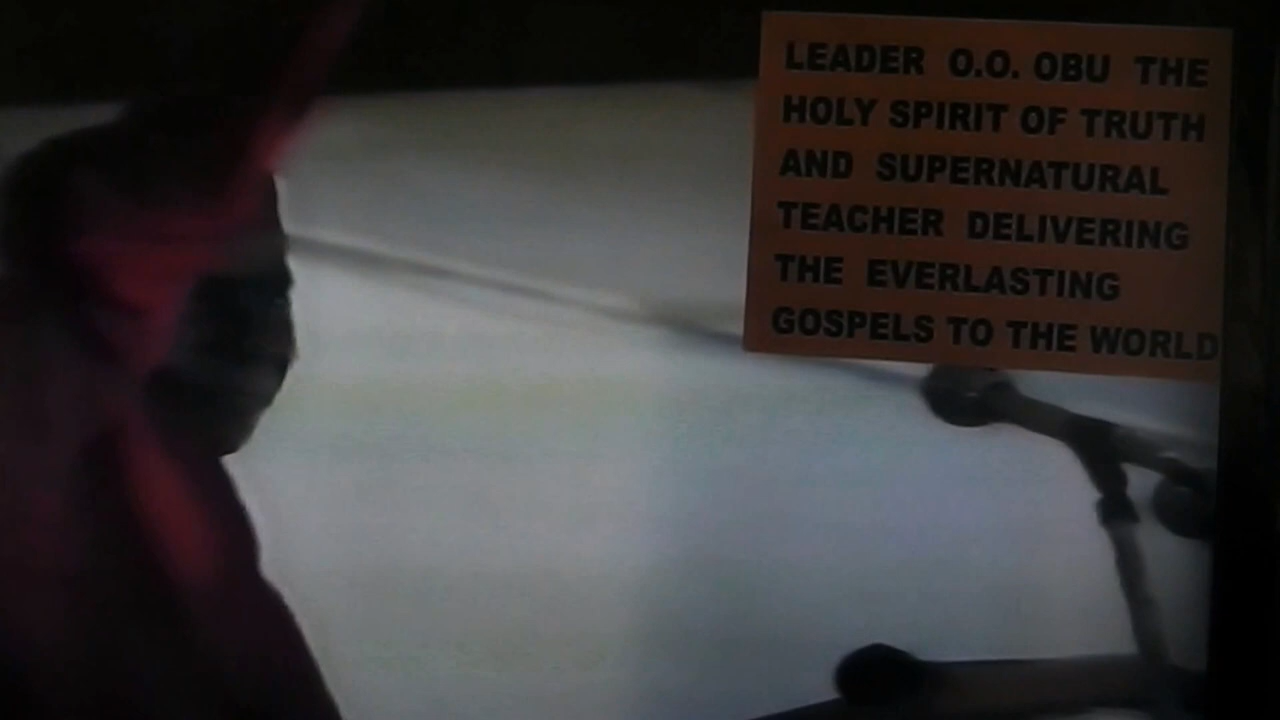 LEADER O.O. OBU THE
HOLY SPIRIT OF TRUTH
AND SUPERNATURAL
TEACHER DELIVERING
THE EVERLASTING
GOSPELS TO THE WORLD